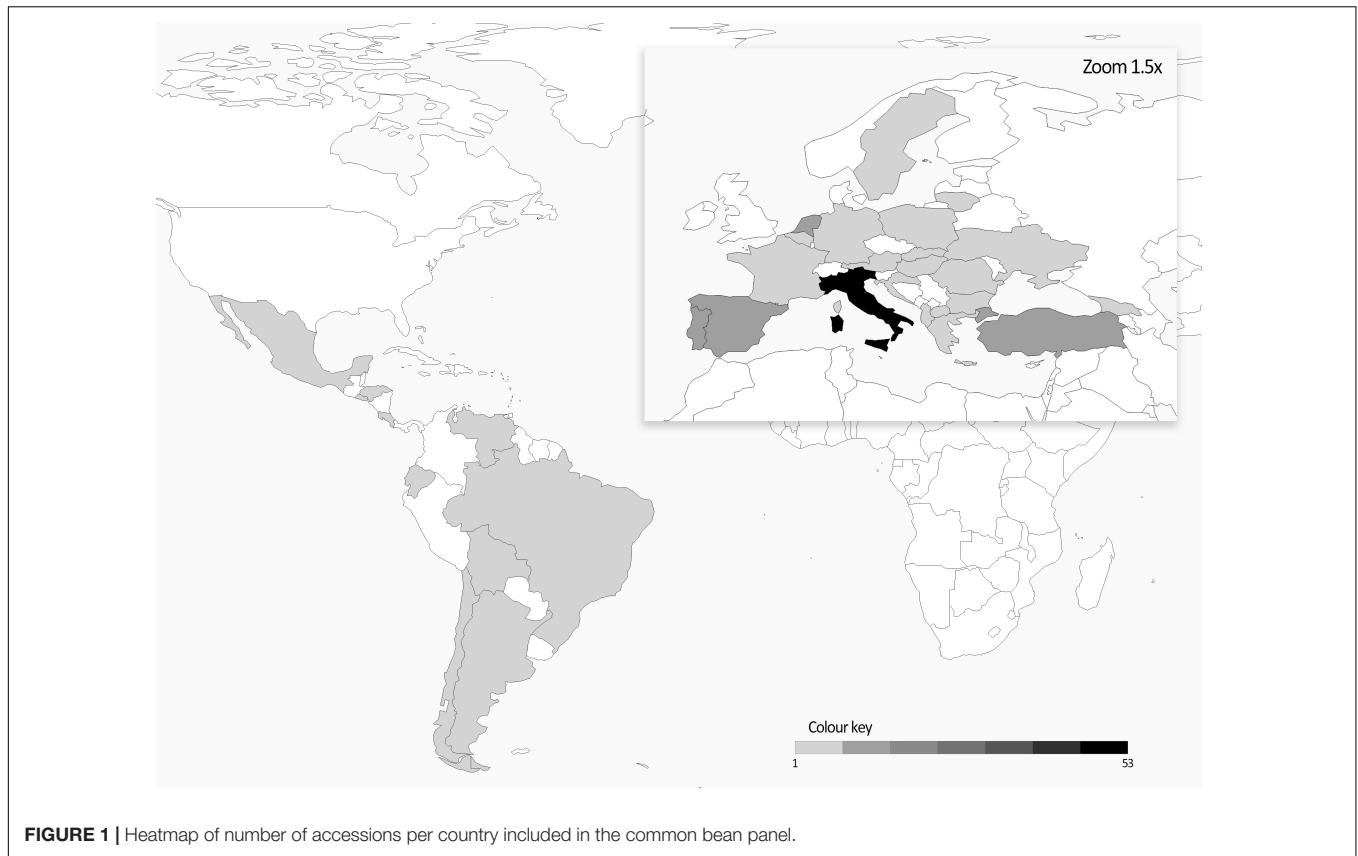 Zoom 1.5x
Colour key
1 53
FIGURE 1 | Heatmap of number of accessions per country included in the common bean panel.